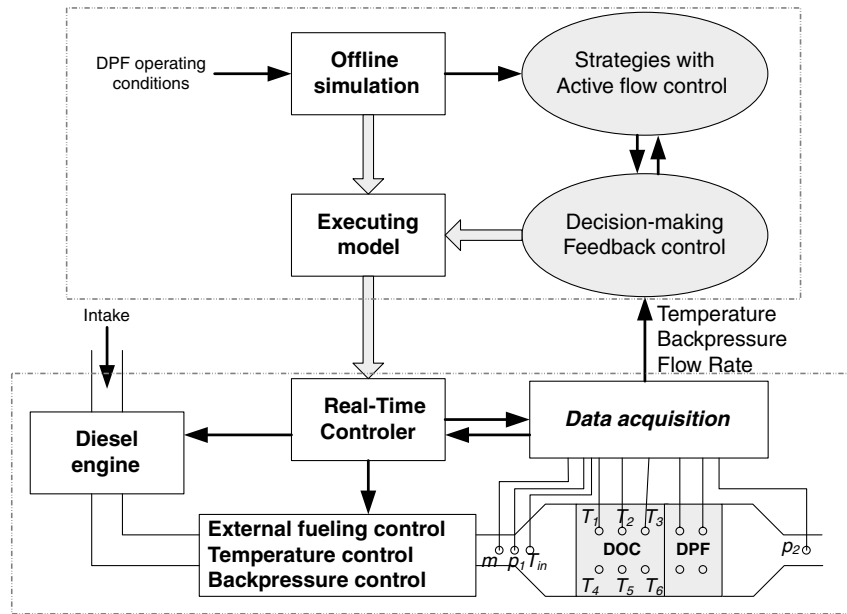 DPF operating
conditions
Offline
simulation
Strategies with
Active flow control
Executing
model
Decision-making
Feedback control
Intake
Temperature
Backpressure
Flow Rate
Real-Time
Controler
Data acquisition
Diesel
engine
External fueling control
Temperature control
Backpressure control
T1 T2 T3
DOC DPF
m p1 Tin
p2
T4 T5 T6